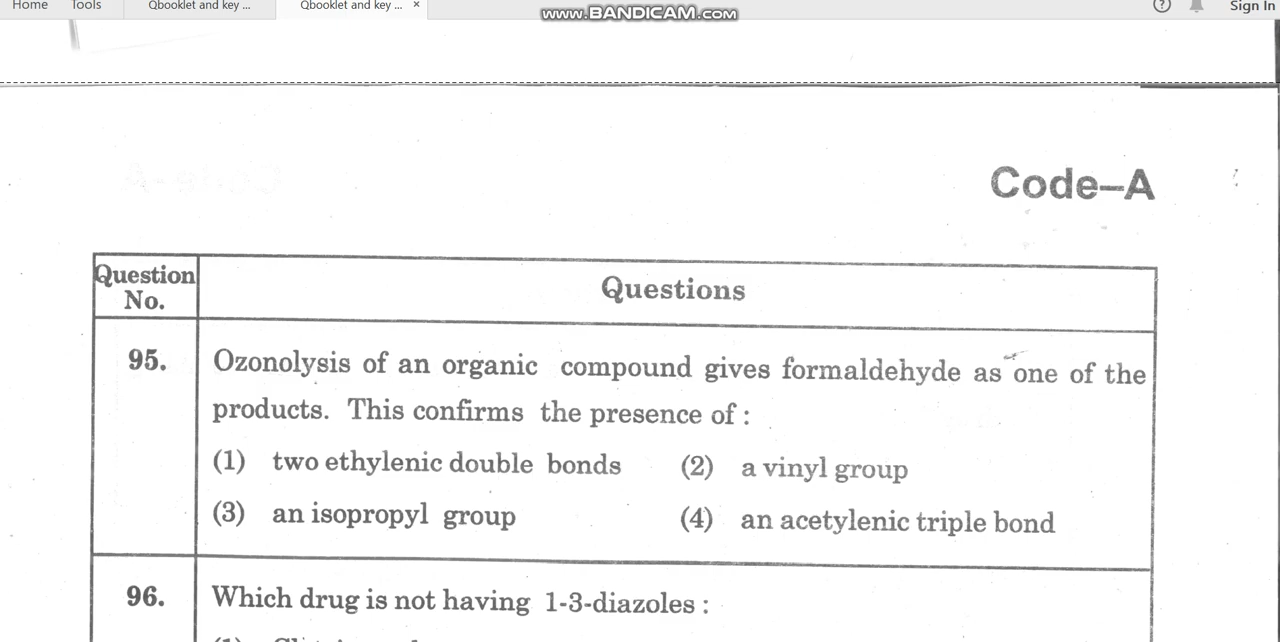 Home Tools Qbooklet and key ... Qbooklet and key ... × www.BANDICAM.com ? Sign In
Code–A
Question No. Questions
95. Ozonolysis of an organic compound gives formaldehyde as one of the
products. This confirms the presence of :
(1) two ethylenic double bonds (2) a vinyl group
(3) an isopropyl group (4) an acetylenic triple bond
96. Which drug is not having 1-3-diazoles :